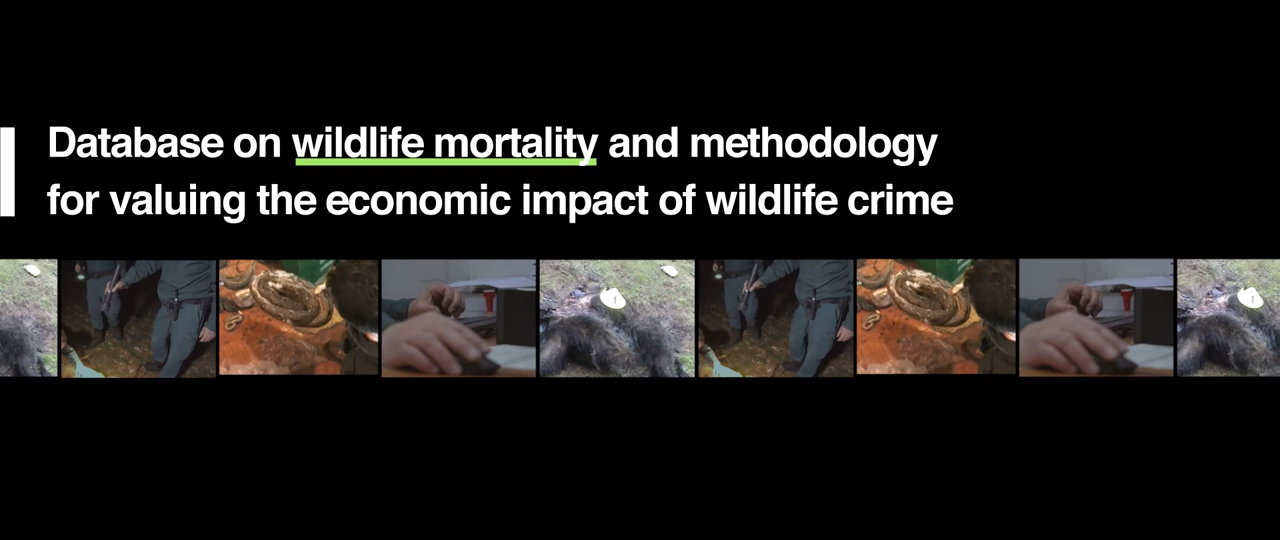 Database on wildlife mortality and methodology
for valuing the economic impact of wildlife crime